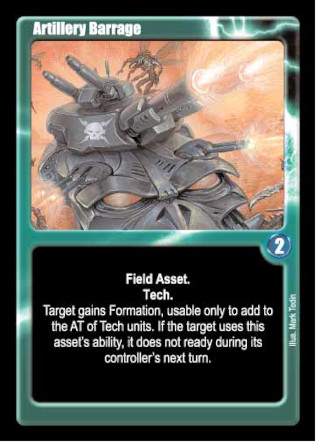 Artillery Barrage
2
Field Asset.
Tech.
Target gains Formation, usable only to add to
the AT of Tech units. If the target uses this
asset's ability, it does not ready during its
controller's next turn.
Illus. Mark Tedin